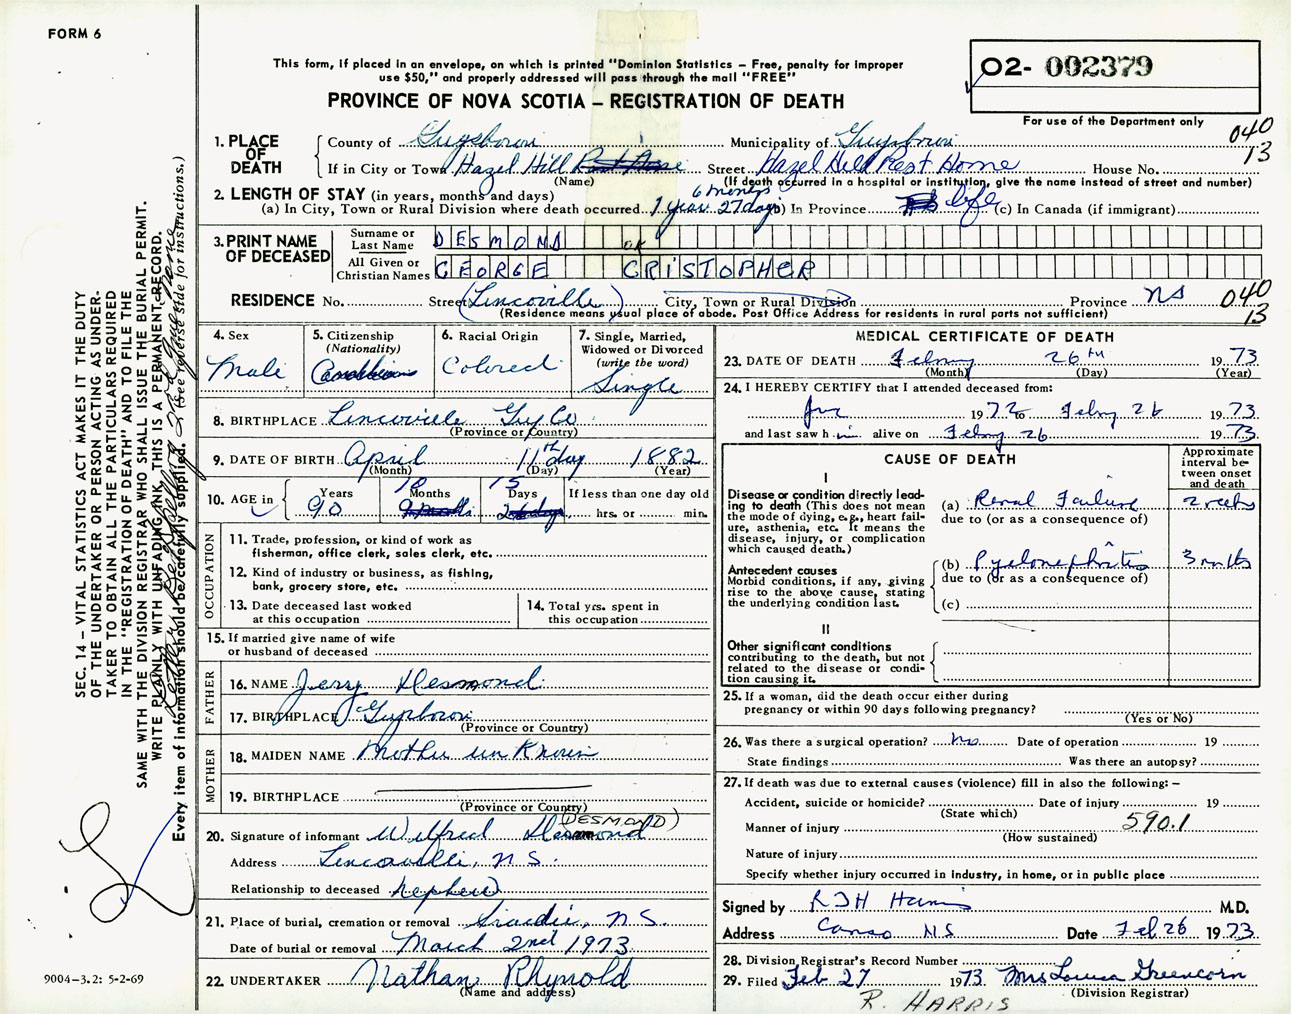 FORM 6
This form, if placed in an envelope, on which is printed "Dominion Statistics – Free, penalty for improper
use $50," and properly addressed will pass through the mail "FREE"
PROVINCE OF NOVA SCOTIA – REGISTRATION OF DEATH
O2- 002379
For use of the Department only
040
13
1. PLACE OF DEATH
County of Guysboro Municipality of Guysboro
If in City or Town Hazel Hill Street Hazel Hill Rest Home House No.
(Name) (If death occurred in a hospital or institution, give the name instead of street and number)
2. LENGTH OF STAY (in years, months and days) 6 months
(a) In City, Town or Rural Division where death occurred 1 year 27 days (b) In Province life (c) In Canada (if immigrant)
3. PRINT NAME OF DECEASED
Surname or Last Name DESMOND OK
All Given or Christian Names GEORGE CRISTOPHER
RESIDENCE No. Street (Lincoville) City, Town or Rural Division Province NS 040
(Residence means usual place of abode. Post Office Address for residents in rural parts not sufficient) 13
4. Sex Male
5. Citizenship (Nationality) Canadian
6. Racial Origin Colored
7. Single, Married, Widowed or Divorced (write the word) Single
8. BIRTHPLACE Lincoville Guy Co
(Province or Country)
9. DATE OF BIRTH April 11th day 1882
(Month) (Day) (Year)
10. AGE in Years 90 Months 10 9 months Days 15 If less than one day old
hrs. or min.
OCCUPATION
11. Trade, profession, or kind of work as
fisherman, office clerk, sales clerk, etc.
12. Kind of industry or business, as fishing,
bank, grocery store, etc.
13. Date deceased last worked
at this occupation
14. Total yrs. spent in
this occupation
15. If married give name of wife
or husband of deceased
FATHER
16. NAME Jerry Desmond
17. BIRTHPLACE Guysboro
(Province or Country)
MOTHER
18. MAIDEN NAME Mother un Known
19. BIRTHPLACE
(Province or Country)
(DESMOND)
20. Signature of informant Wilfred Desmond
Address Lincovalle, N S.
Relationship to deceased nephew
21. Place of burial, cremation or removal N.S.
Date of burial or removal March 2nd 1973
22. UNDERTAKER Nathan Rhynold
(Name and address)
MEDICAL CERTIFICATE OF DEATH
23. DATE OF DEATH Febry 26th 1973
(Month) (Day) (Year)
24. I HEREBY CERTIFY that I attended deceased from:
1972 to Febry 26 1973
and last saw h im alive on Febry 26 1973
CAUSE OF DEATH
Approximate interval between onset and death
I
Disease or condition directly lead-
ing to death (This does not mean
the mode of dying, e.g., heart fail-
ure, asthenia, etc. It means the
disease, injury, or complication
which caused death.)
(a) Renal Failure 2 weeks
due to (or as a consequence of)
Antecedent causes
Morbid conditions, if any, giving
rise to the above cause, stating
the underlying condition last.
(b) Pyelonephritis 3 mnths
due to (or as a consequence of)
(c)
II
Other significant conditions
contributing to the death, but not
related to the disease or condi-
tion causing it.
25. If a woman, did the death occur either during
pregnancy or within 90 days following pregnancy?
(Yes or No)
26. Was there a surgical operation? No Date of operation 19
State findings Was there an autopsy?
27. If death was due to external causes (violence) fill in also the following: –
Accident, suicide or homicide? Date of injury 19
(State which)
Manner of injury 590.1
(How sustained)
Nature of injury
Specify whether injury occurred in industry, in home, or in public place
Signed by R J H Harris M.D.
Address Canso NS Date Feb 26 1973
28. Division Registrar's Record Number
29. Filed Feb 27 1973 Mrs Louisa Greencorn
(Division Registrar)
R. HARRIS
SEC. 14 – VITAL STATISTICS ACT MAKES IT THE DUTY
OF THE UNDERTAKER OR PERSON ACTING AS UNDER-
TAKER TO OBTAIN ALL THE PARTICULARS REQUIRED
IN THE "REGISTRATION OF DEATH" AND TO FILE THE
SAME WITH THE DIVISION REGISTRAR WHO SHALL ISSUE THE BURIAL PERMIT.
WRITE PLAINLY WITH UNFADING INK, THIS IS A PERMANENT RECORD.
Every item of information should be carefully supplied. (See reverse side for instructions.)
9004-3.2: 5-2-69